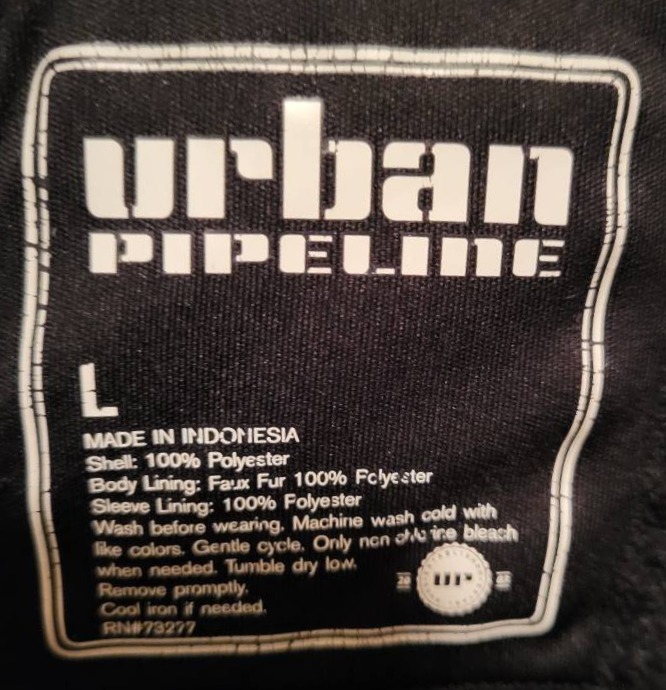 urban
PIPELINE
L
MADE IN INDONESIA
Shell: 100% Polyester
Body Lining: Faux Fur 100% Polyester
Sleeve Lining: 100% Polyester
Wash before wearing. Machine wash cold with
like colors. Gentle cycle. Only non chlorine bleach
when needed. Tumble dry low.
Remove promptly.
Cool iron if needed.
RN#73277